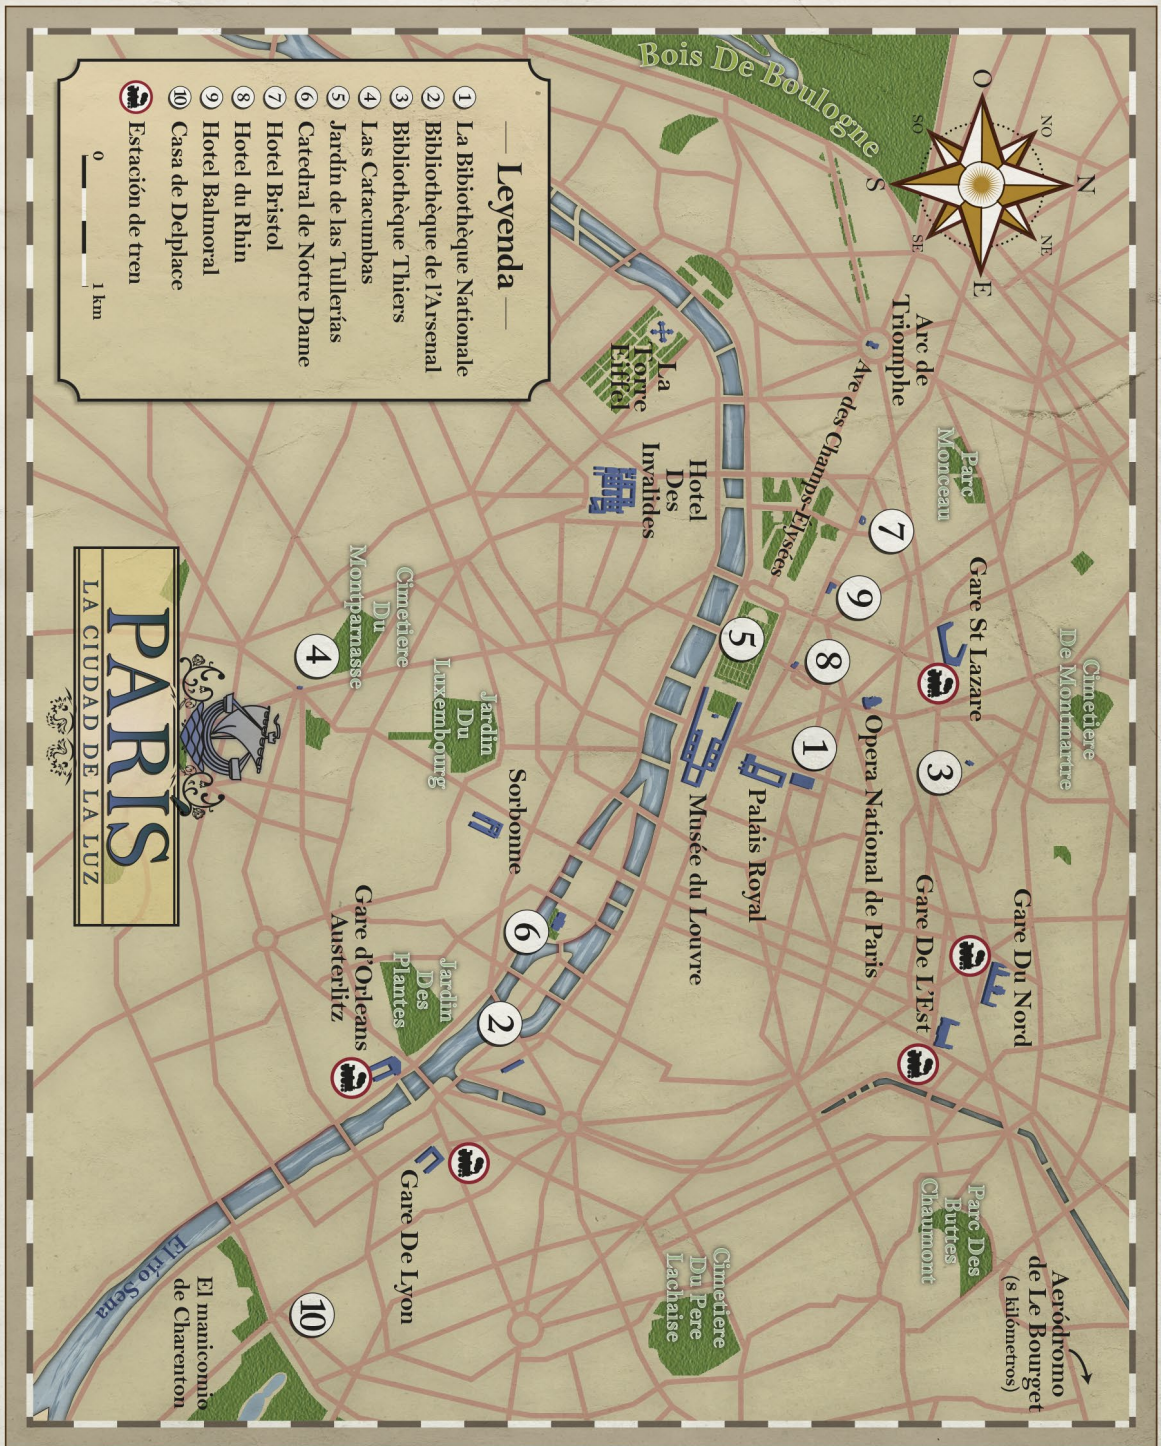 Bois De Boulogne
O
NO
N
NE
E
SE
S
SO
Arc de
Triomphe
Ave des Champs-Elysées
Parc
Monceau
Gare St Lazare
Cimetiere
De Montmartre
7
9
8
5
1
3
Opera National de Paris
Palais Royal
Musée du Louvre
Gare Du Nord
Gare De L'Est
Aeródromo
de Le Bourget
(8 kilómetros)
Parc Des
Buttes
Chaumont
Cimetiere
Du Pere
Lachaise
La
Torre
Eiffel
Hotel
Des
Invalides
Jardin
Du
Luxembourg
Cimetiere
Du
Montparnasse
4
Sorbonne
6
2
Jardin
Des
Plantes
Gare d'Orleans
Austerlitz
Gare De Lyon
10
El manicomio
de Charenton
El río Sena
Leyenda
1 La Bibiothèque Nationale
2 Bibliothèque de l'Arsenal
3 Bibliothèque Thiers
4 Las Catacumbas
5 Jardín de las Tullerías
6 Catedral de Notre Dame
7 Hotel Bristol
8 Hotel du Rhin
9 Hotel Balmoral
10 Casa de Delplace
Estación de tren
0 1 km
PARÍS
LA CIUDAD DE LA LUZ